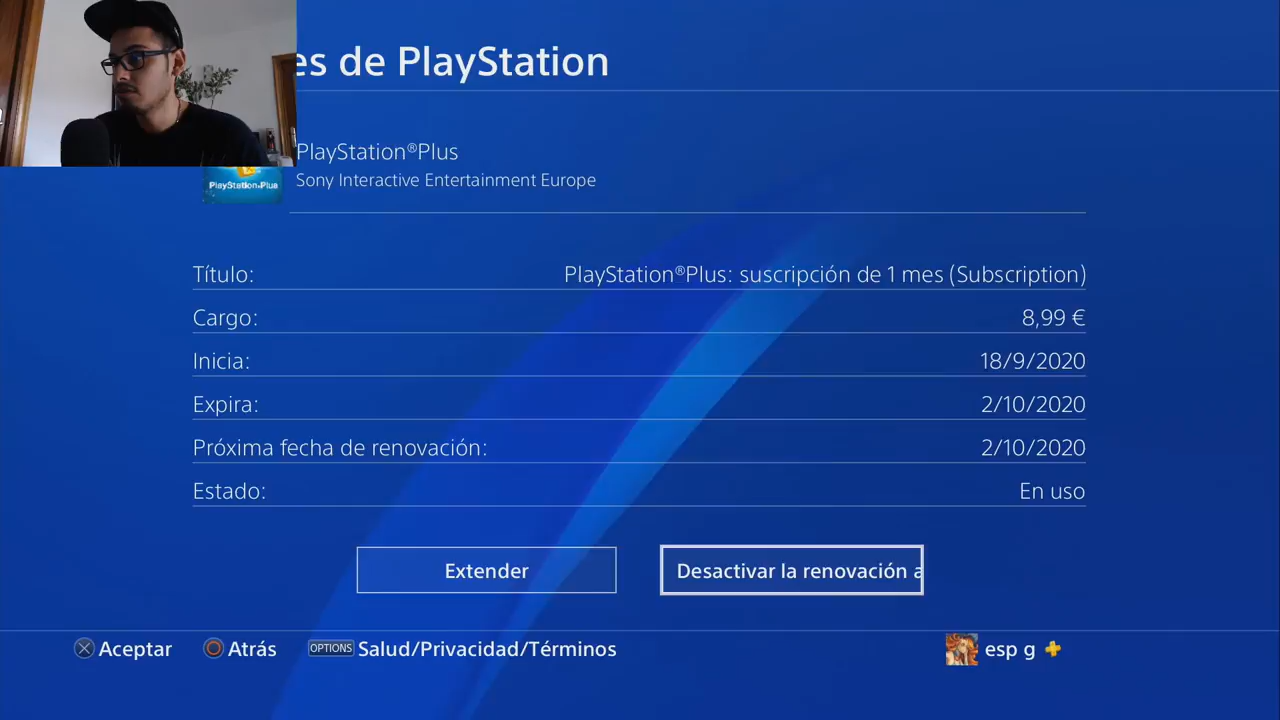 es de PlayStation
PlayStation®Plus
Sony Interactive Entertainment Europe
PlayStation Plus
Título: PlayStation®Plus: suscripción de 1 mes (Subscription)
Cargo: 8,99 €
Inicia: 18/9/2020
Expira: 2/10/2020
Próxima fecha de renovación: 2/10/2020
Estado: En uso
Extender
Desactivar la renovación a
Aceptar
Atrás
OPTIONS Salud/Privacidad/Términos
esp g